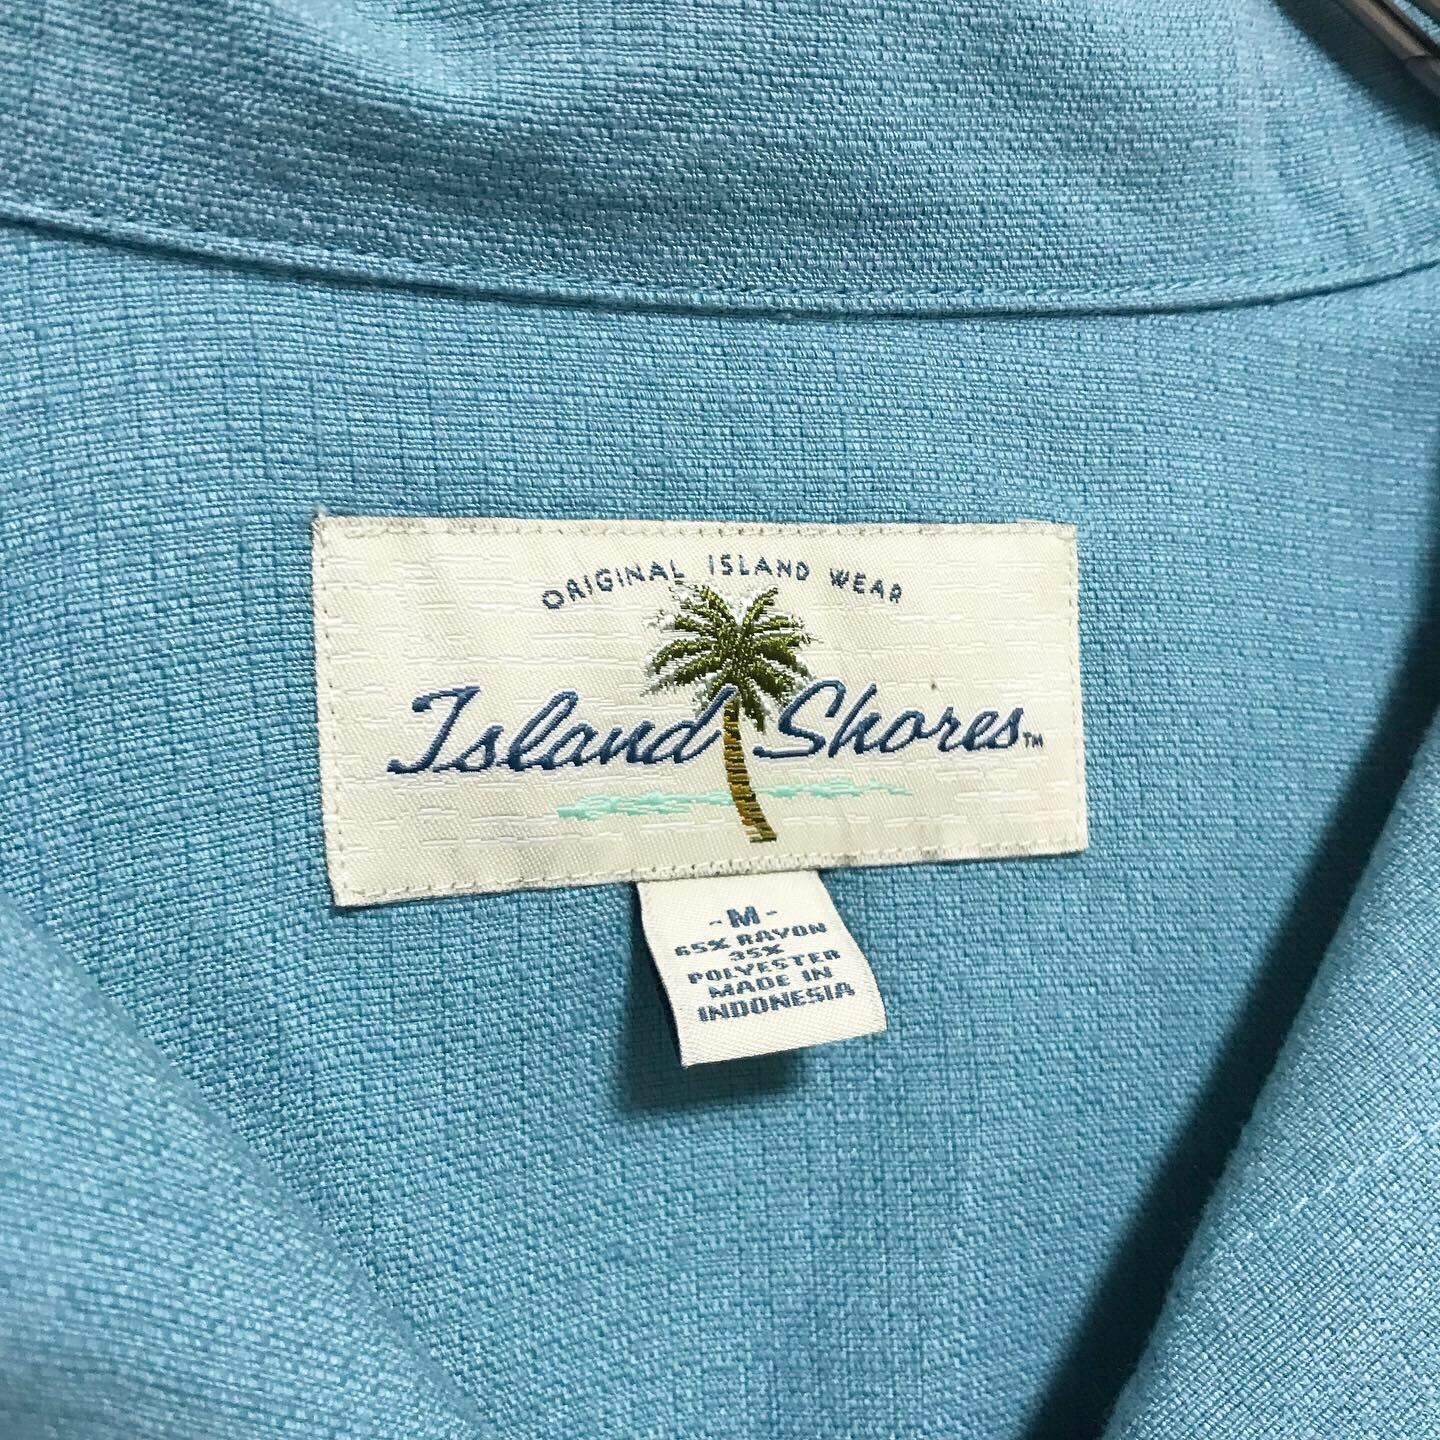 ORIGINAL ISLAND WEAR
Island Shores™
-M-
65% RAYON
35%
POLYESTER
MADE IN
INDONESIA